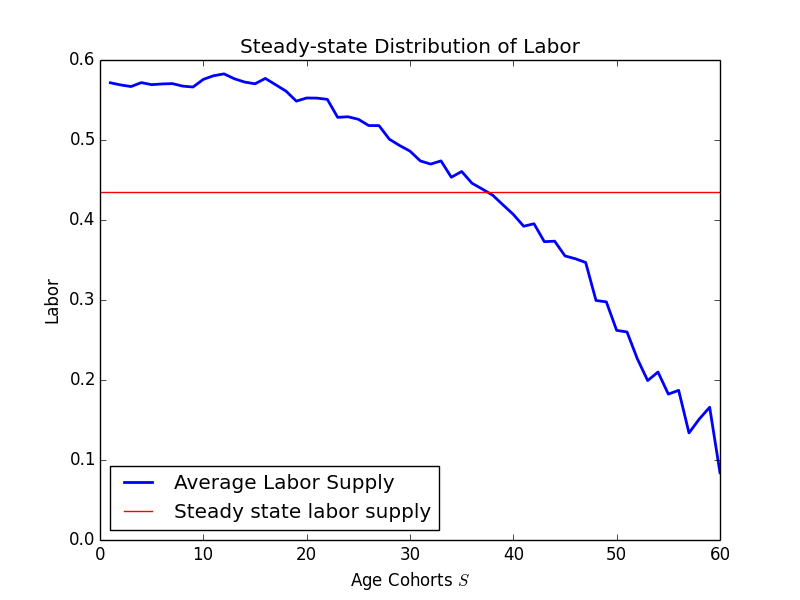 Steady-state Distribution of Labor
0.6
0.5
0.4
0.3
0.2
0.1
0.0
Labor
Average Labor Supply
Steady state labor supply
0 10 20 30 40 50 60
Age Cohorts S